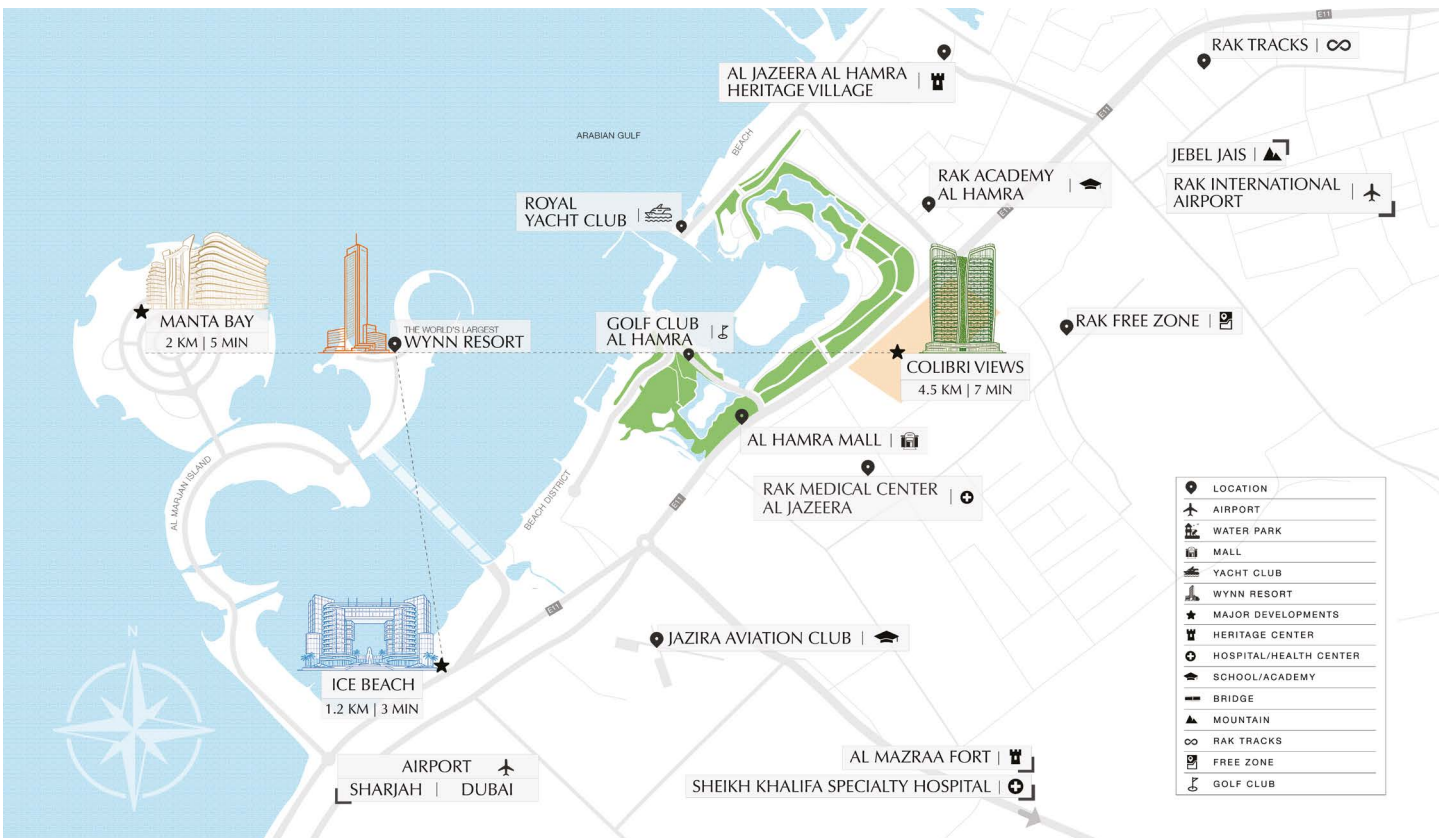 E11
RAK TRACKS
AL JAZEERA AL HAMRA
HERITAGE VILLAGE
E11
ARABIAN GULF
BEACH
JEBEL JAIS
RAK ACADEMY
AL HAMRA
RAK INTERNATIONAL
AIRPORT
E11
ROYAL
YACHT CLUB
MANTA BAY
2 KM | 5 MIN
THE WORLD'S LARGEST
WYNN RESORT
GOLF CLUB
AL HAMRA
RAK FREE ZONE
COLIBRI VIEWS
4.5 KM | 7 MIN
AL HAMRA MALL
RAK MEDICAL CENTER
AL JAZEERA
AL MARJAN ISLAND
BEACH DISTRICT
E11
E11
JAZIRA AVIATION CLUB
N
ICE BEACH
1.2 KM | 3 MIN
AIRPORT
SHARJAH | DUBAI
AL MAZRAA FORT
SHEIKH KHALIFA SPECIALTY HOSPITAL
LOCATION
AIRPORT
WATER PARK
MALL
YACHT CLUB
WYNN RESORT
MAJOR DEVELOPMENTS
HERITAGE CENTER
HOSPITAL/HEALTH CENTER
SCHOOL/ACADEMY
BRIDGE
MOUNTAIN
RAK TRACKS
FREE ZONE
GOLF CLUB